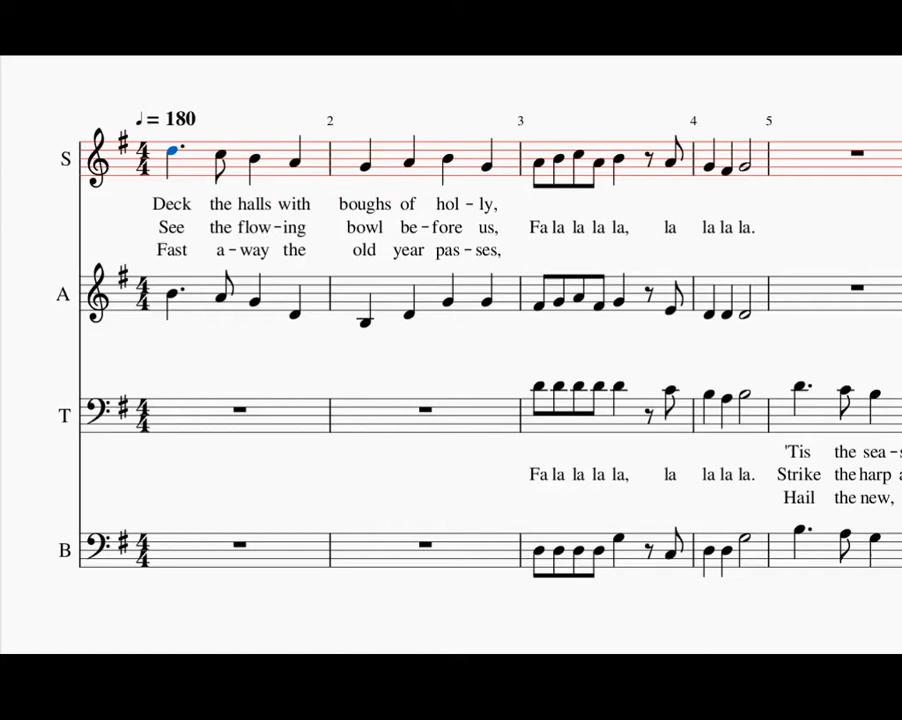 ♩ = 180
2 3 4 5
S
Deck the halls with boughs of hol – ly,
See the flow – ing bowl be – fore us, Fa la la la la, la la la la.
Fast a – way the old year pas – ses,
A
T
'Tis the sea – s
Fa la la la la, la la la la. Strike the harp a
Hail the new,
B